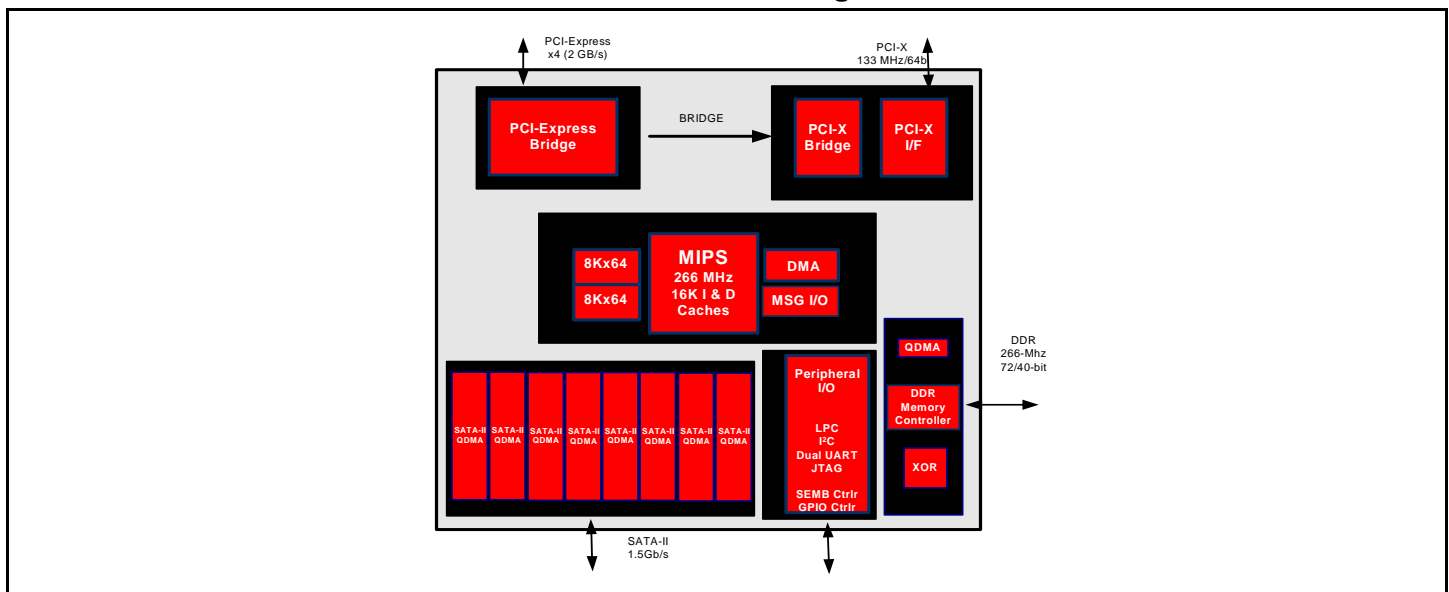 PCI-Express
x4 (2 GB/s)
PCI-X
133 MHz/64b
PCI-Express
Bridge
BRIDGE
PCI-X
Bridge
PCI-X
I/F
8Kx64
8Kx64
MIPS
266 MHz
16K I & D
Caches
DMA
MSG I/O
SATA-II
QDMA
SATA-II
QDMA
SATA-II
QDMA
SATA-II
QDMA
SATA-II
QDMA
SATA-II
QDMA
SATA-II
QDMA
SATA-II
QDMA
Peripheral
I/O
LPC
I²C
Dual UART
JTAG
SEMB Ctrlr
GPIO Ctrlr
QDMA
DDR
Memory
Controller
XOR
DDR
266-Mhz
72/40-bit
SATA-II
1.5Gb/s